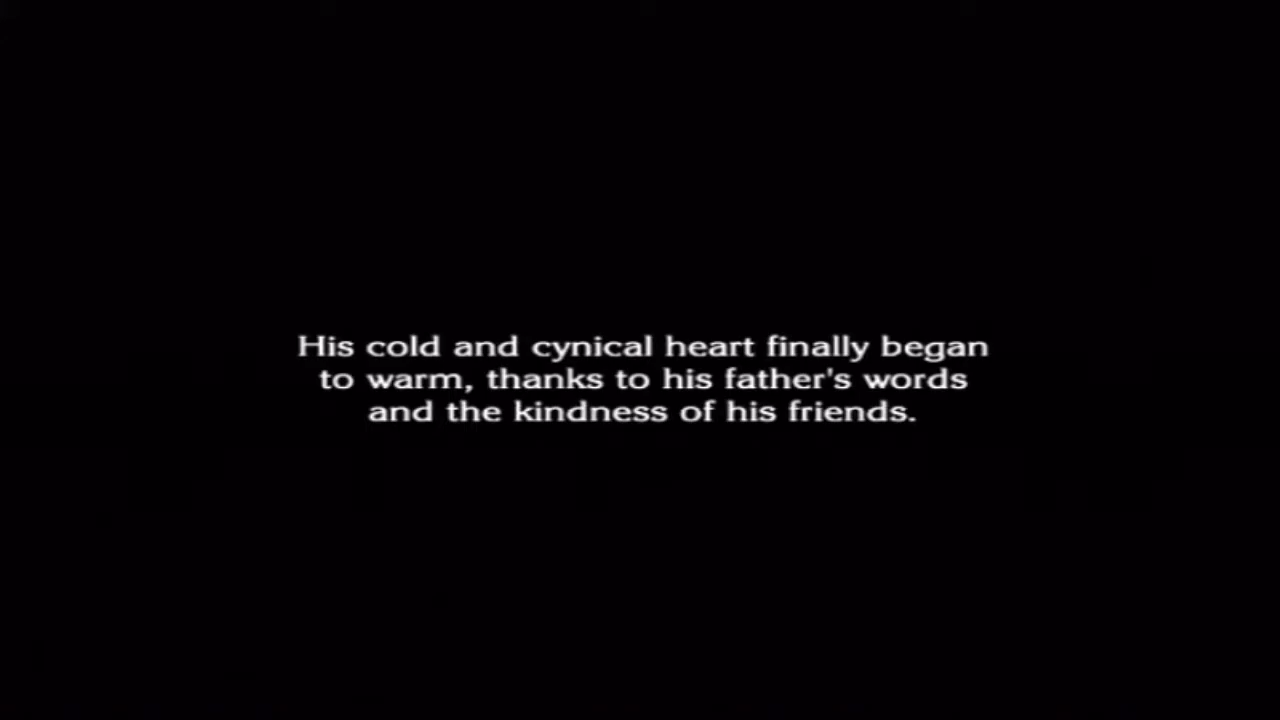 His cold and cynical heart finally began
to warm, thanks to his father's words
and the kindness of his friends.